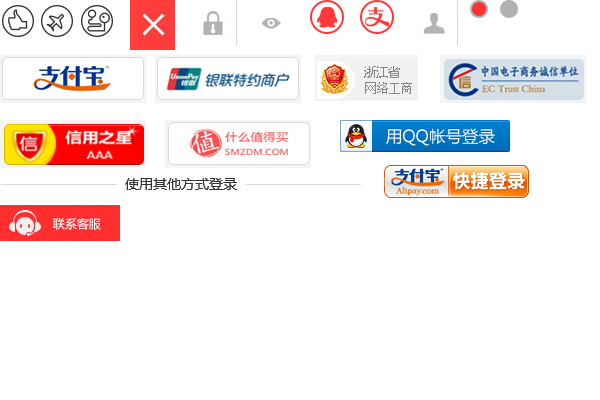 支付宝
UnionPay
银联
银联特约商户
浙江省
网络工商
信
中国电子商务诚信单位
EC Trust China
信
信用之星
AAA
值
什么值得买
SMZDM.COM
用QQ帐号登录
使用其他方式登录
支付宝
Alipay.com
快捷登录
联系客服